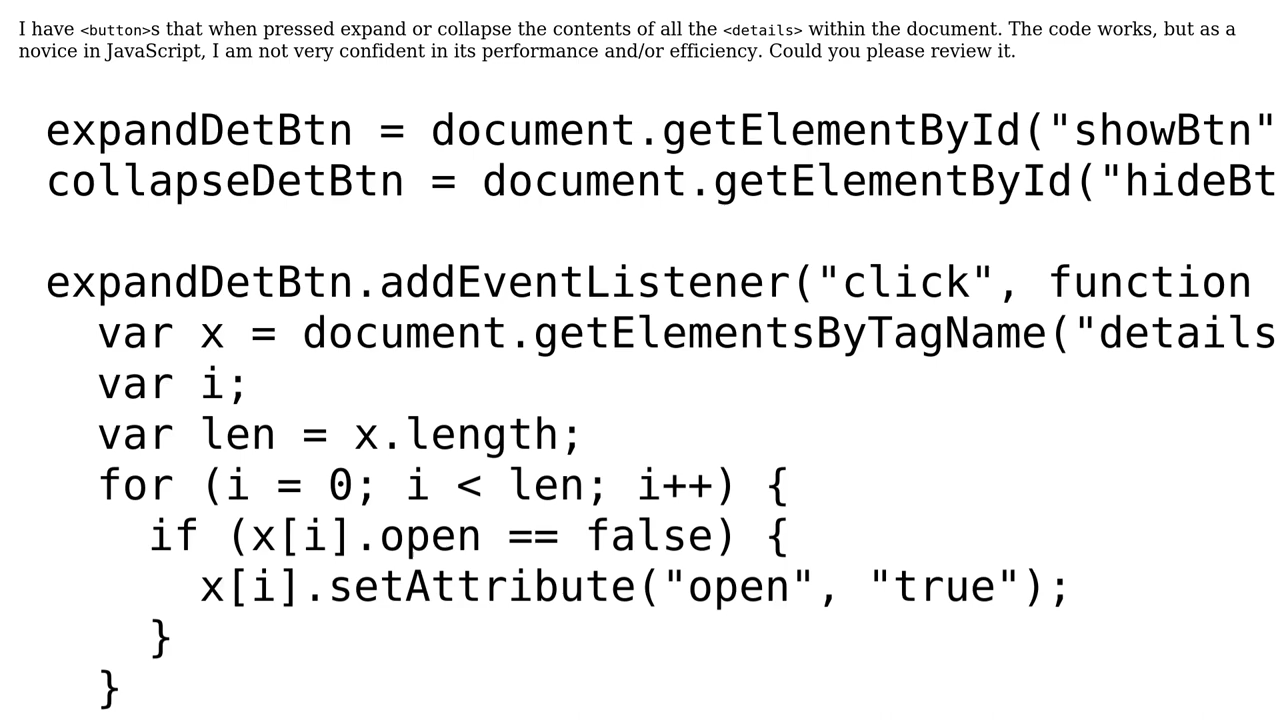 I have <button>s that when pressed expand or collapse the contents of all the <details> within the document. The code works, but as a
novice in JavaScript, I am not very confident in its performance and/or efficiency. Could you please review it.
expandDetBtn = document.getElementById("showBtn"
collapseDetBtn = document.getElementById("hideBt
expandDetBtn.addEventListener("click", function
var x = document.getElementsByTagName("details
var i;
var len = x.length;
for (i = 0; i < len; i++) {
if (x[i].open == false) {
x[i].setAttribute("open", "true");
}
}